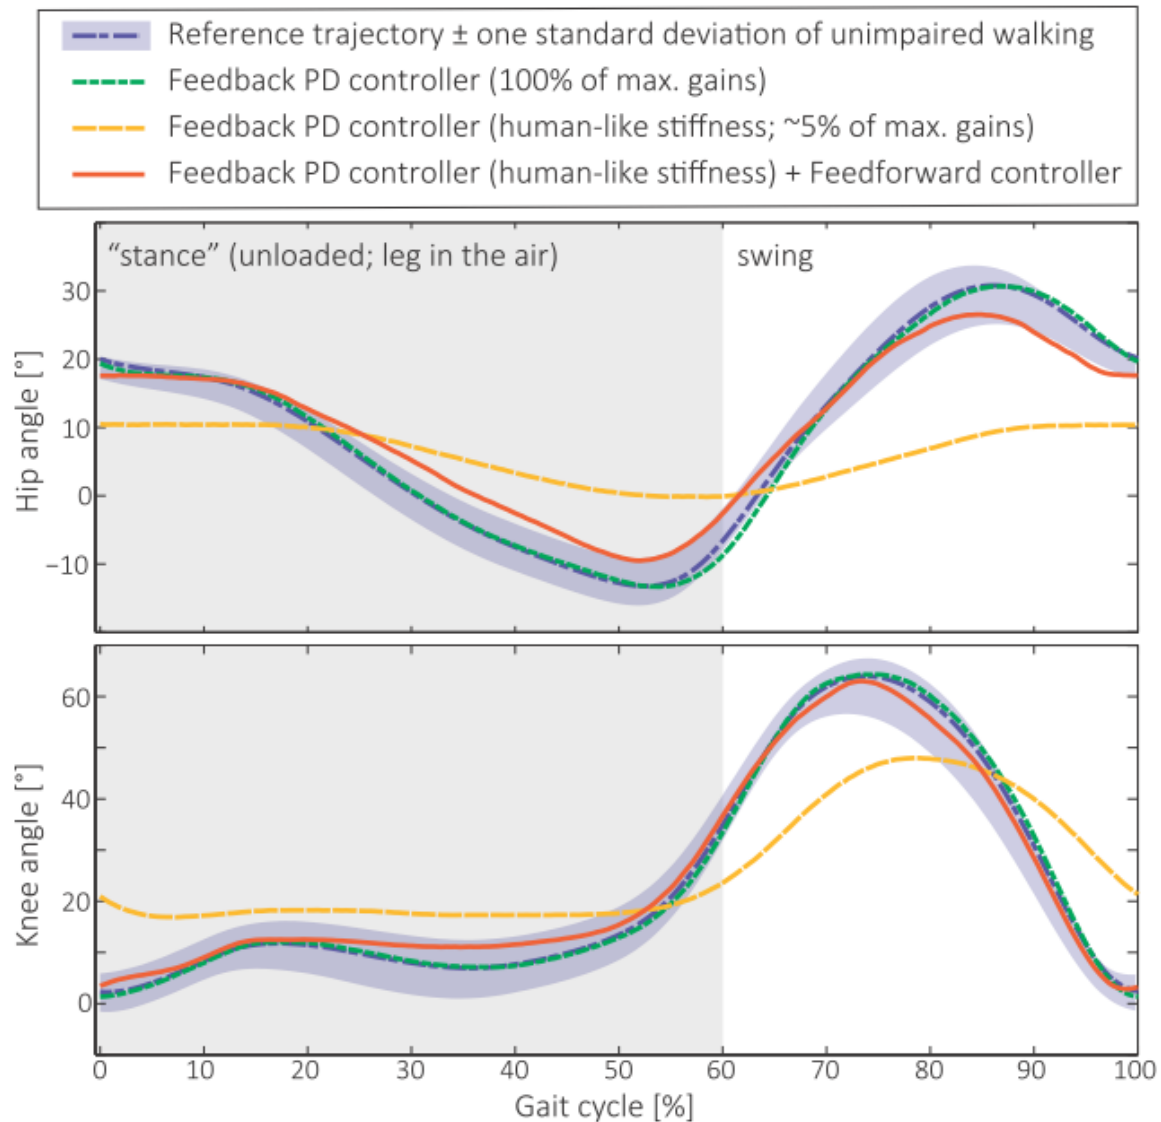 Reference trajectory ± one standard deviation of unimpaired walking
Feedback PD controller (100% of max. gains)
Feedback PD controller (human-like stiffness; ~5% of max. gains)
Feedback PD controller (human-like stiffness) + Feedforward controller
“stance” (unloaded; leg in the air)
swing
Hip angle [°]
30
20
10
0
−10
Knee angle [°]
60
40
20
0
0 10 20 30 40 50 60 70 80 90 100
Gait cycle [%]